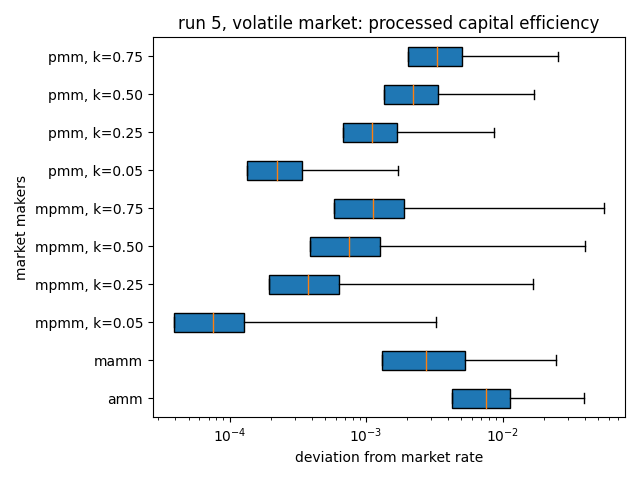 run 5, volatile market: processed capital efficiency
pmm, k=0.75
pmm, k=0.50
pmm, k=0.25
pmm, k=0.05
mpmm, k=0.75
mpmm, k=0.50
mpmm, k=0.25
mpmm, k=0.05
mamm
amm
market makers
10⁻⁴ 10⁻³ 10⁻²
deviation from market rate